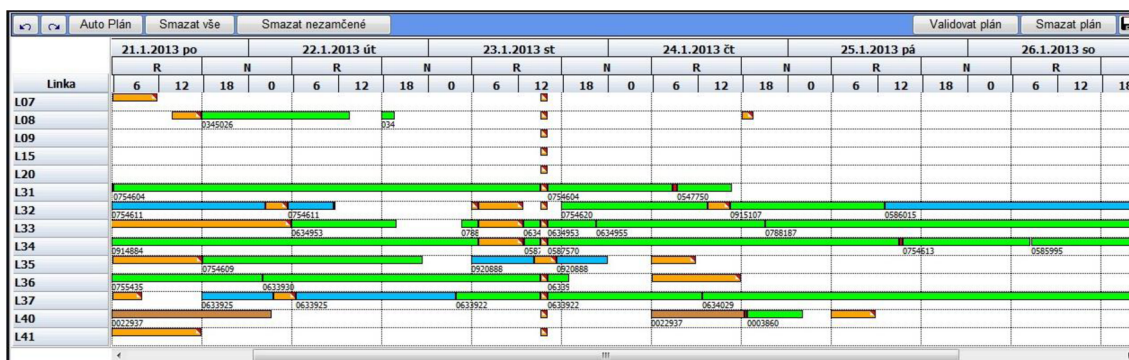 Auto Plán Smazat vše Smazat nezamčené Validovat plán Smazat plán
21.1.2013 po 22.1.2013 út 23.1.2013 st 24.1.2013 čt 25.1.2013 pá 26.1.2013 so
R N R N R N R N R N R
Linka 6 12 18 0 6 12 18 0 6 12 18 0 6 12 18 0 6 12 18 0 6 12 18
L07
L08
0345026 034
L09
L15
L20
L31
0754604 0754604 0547750
L32
0754611 0754611 0754620 0915107 0586015
L33
0634953 0788 0634 0634953 0634955 0788187
L34
0914884 0587 0587570 0754613 0585995
L35
0754609 0920888 0920888
L36
0755435 0633930 06339
L37
0633925 0633925 0633922 0633922 0634029
L40
0022937 0022937 0003860
L41